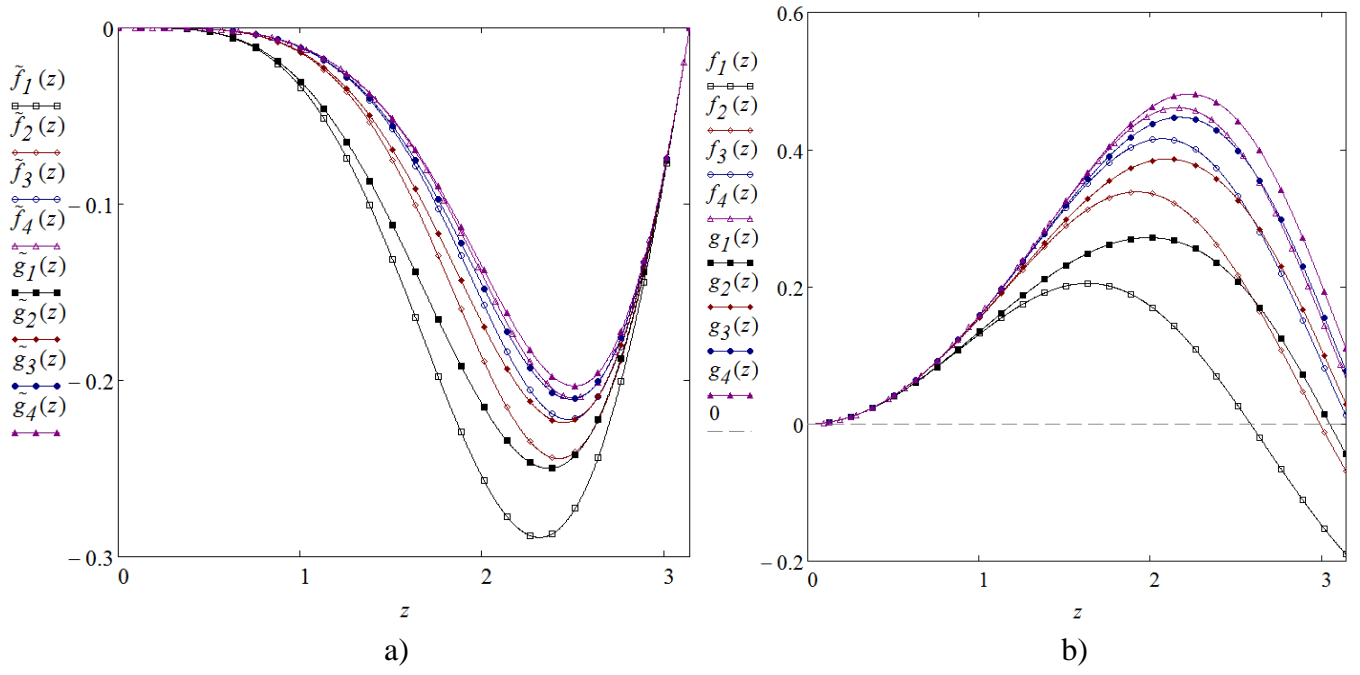 f̃₁(z)
f̃₂(z)
f̃₃(z)
f̃₄(z)
g̃₁(z)
g̃₂(z)
g̃₃(z)
g̃₄(z)
0
−0.1
−0.2
−0.3
0 1 2 3
z
a)
f₁(z)
f₂(z)
f₃(z)
f₄(z)
g₁(z)
g₂(z)
g₃(z)
g₄(z)
0
0.6
0.4
0.2
0
−0.2
0 1 2 3
z
b)